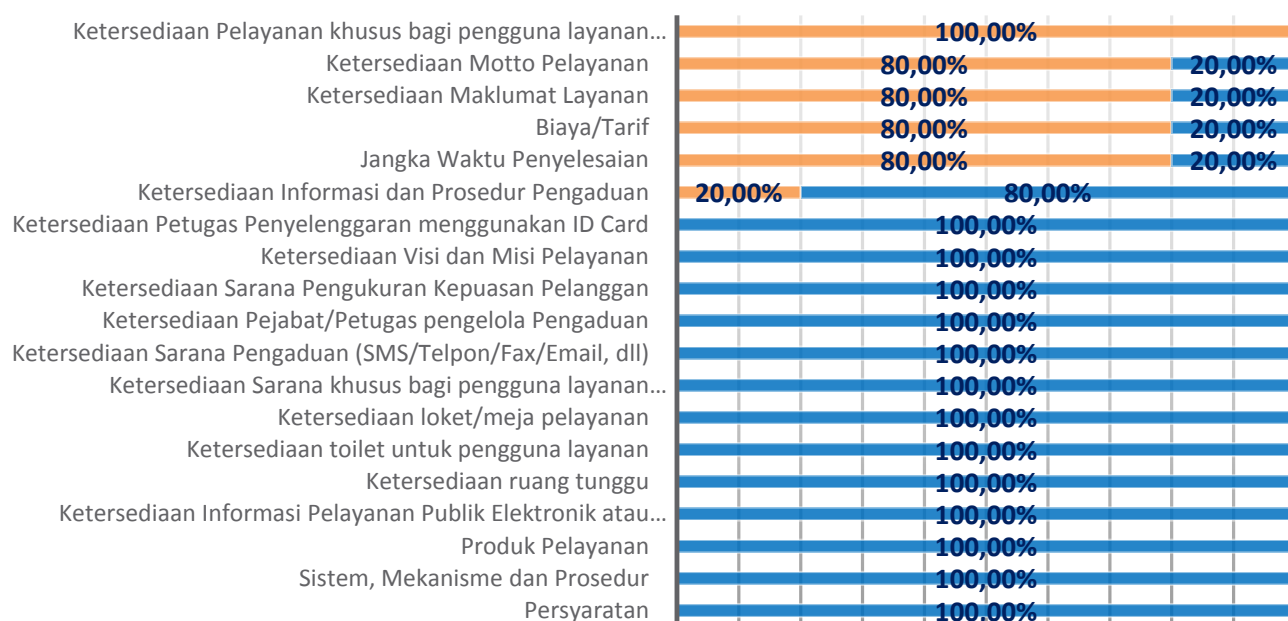 Ketersediaan Pelayanan khusus bagi pengguna layanan… 100,00%
Ketersediaan Motto Pelayanan 80,00% 20,00%
Ketersediaan Maklumat Layanan 80,00% 20,00%
Biaya/Tarif 80,00% 20,00%
Jangka Waktu Penyelesaian 80,00% 20,00%
Ketersediaan Informasi dan Prosedur Pengaduan 20,00% 80,00%
Ketersediaan Petugas Penyelenggaran menggunakan ID Card 100,00%
Ketersediaan Visi dan Misi Pelayanan 100,00%
Ketersediaan Sarana Pengukuran Kepuasan Pelanggan 100,00%
Ketersediaan Pejabat/Petugas pengelola Pengaduan 100,00%
Ketersediaan Sarana Pengaduan (SMS/Telpon/Fax/Email, dll) 100,00%
Ketersediaan Sarana khusus bagi pengguna layanan… 100,00%
Ketersediaan loket/meja pelayanan 100,00%
Ketersediaan toilet untuk pengguna layanan 100,00%
Ketersediaan ruang tunggu 100,00%
Ketersediaan Informasi Pelayanan Publik Elektronik atau… 100,00%
Produk Pelayanan 100,00%
Sistem, Mekanisme dan Prosedur 100,00%
Persyaratan 100,00%